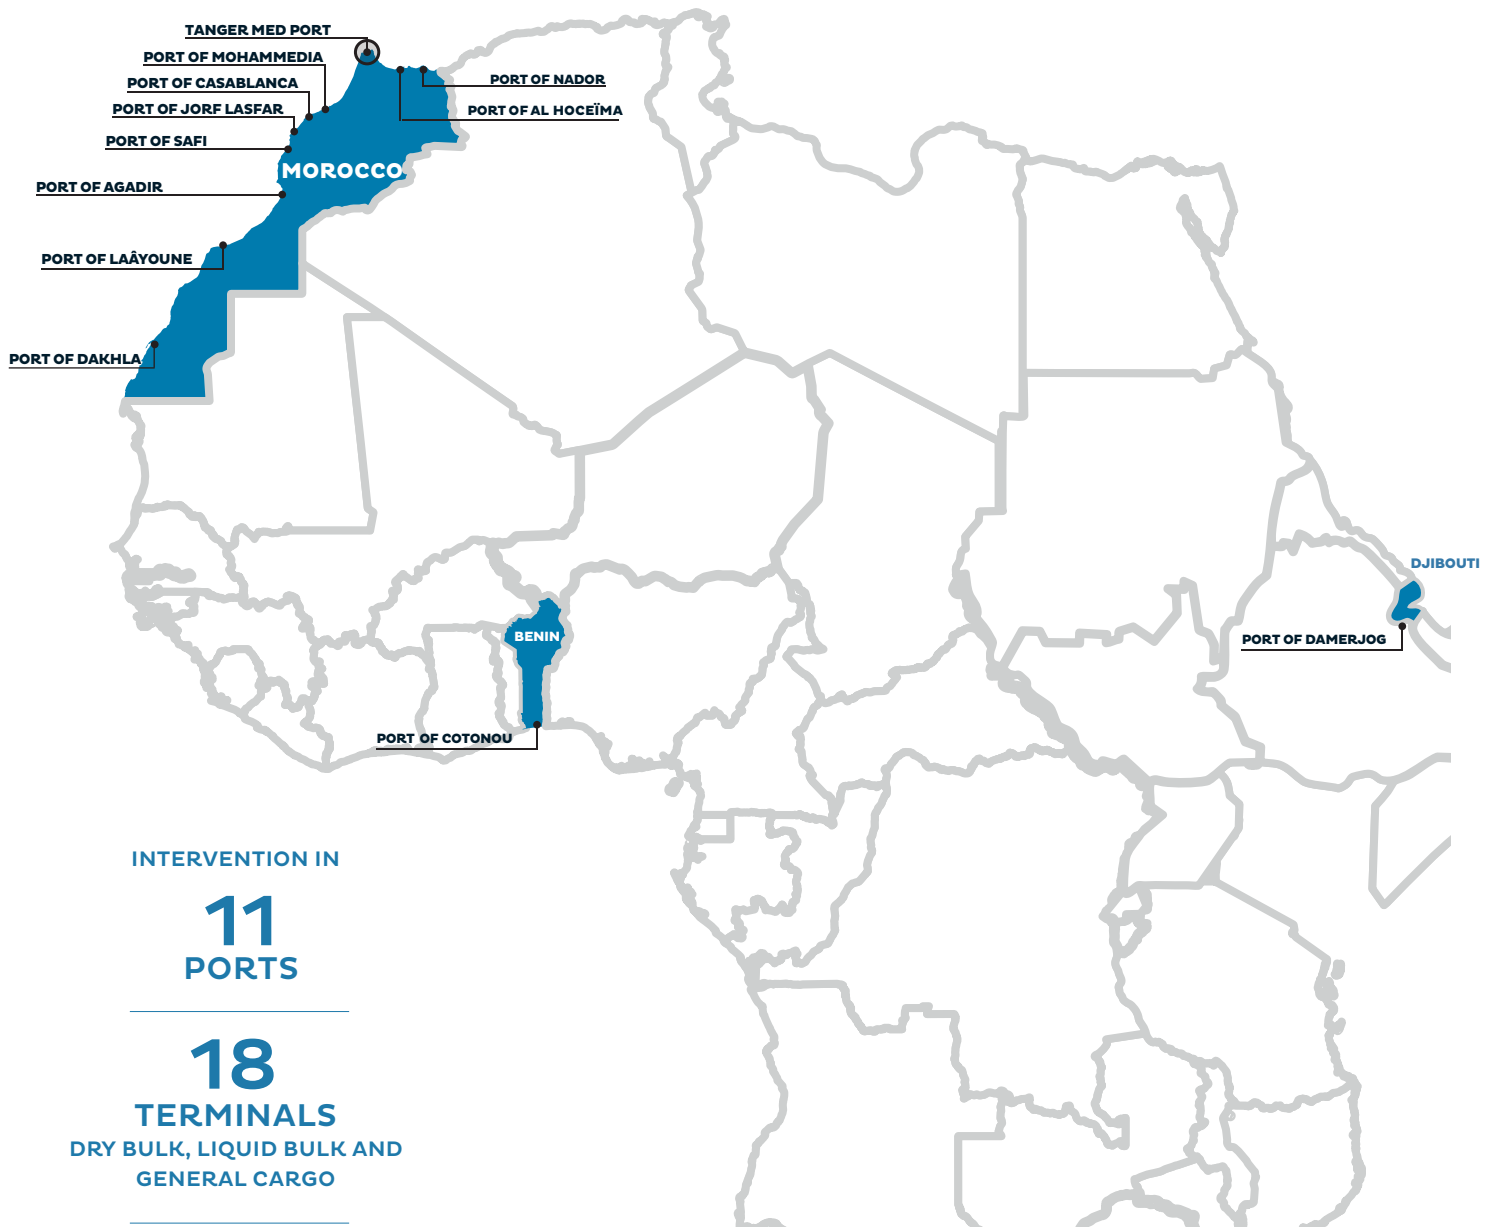 TANGER MED PORT
PORT OF MOHAMMEDIA
PORT OF CASABLANCA
PORT OF JORF LASFAR
PORT OF SAFI
PORT OF AGADIR
PORT OF LAÂYOUNE
PORT OF DAKHLA
PORT OF NADOR
PORT OF AL HOCEÏMA
MOROCCO
DJIBOUTI
PORT OF DAMERJOG
BENIN
PORT OF COTONOU
INTERVENTION IN
11
PORTS
18
TERMINALS
DRY BULK, LIQUID BULK AND
GENERAL CARGO